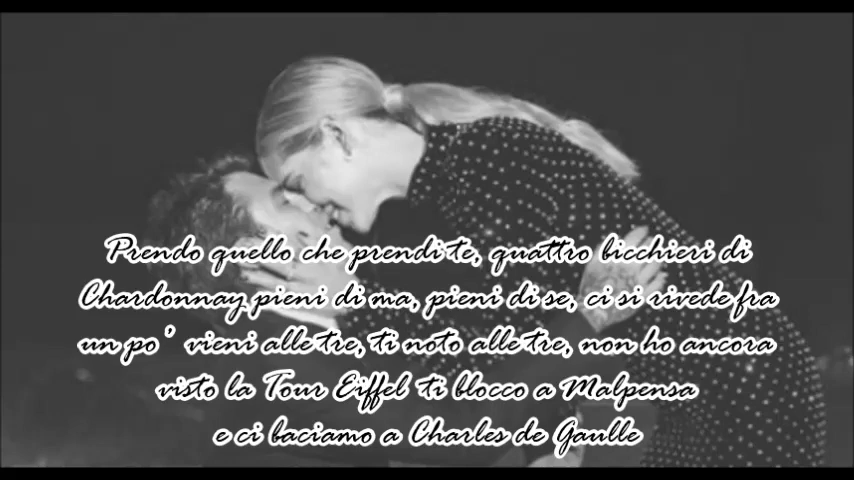 Prendo quello che prendi te, quattro bicchieri di
Chardonnay pieni di ma, pieni di se, ci si rivede fra
un po' vieni alle tre, ti noto alle tre, non ho ancora
visto la Tour Eiffel ti blocco a Malpensa
e ci baciamo a Charles de Gaulle